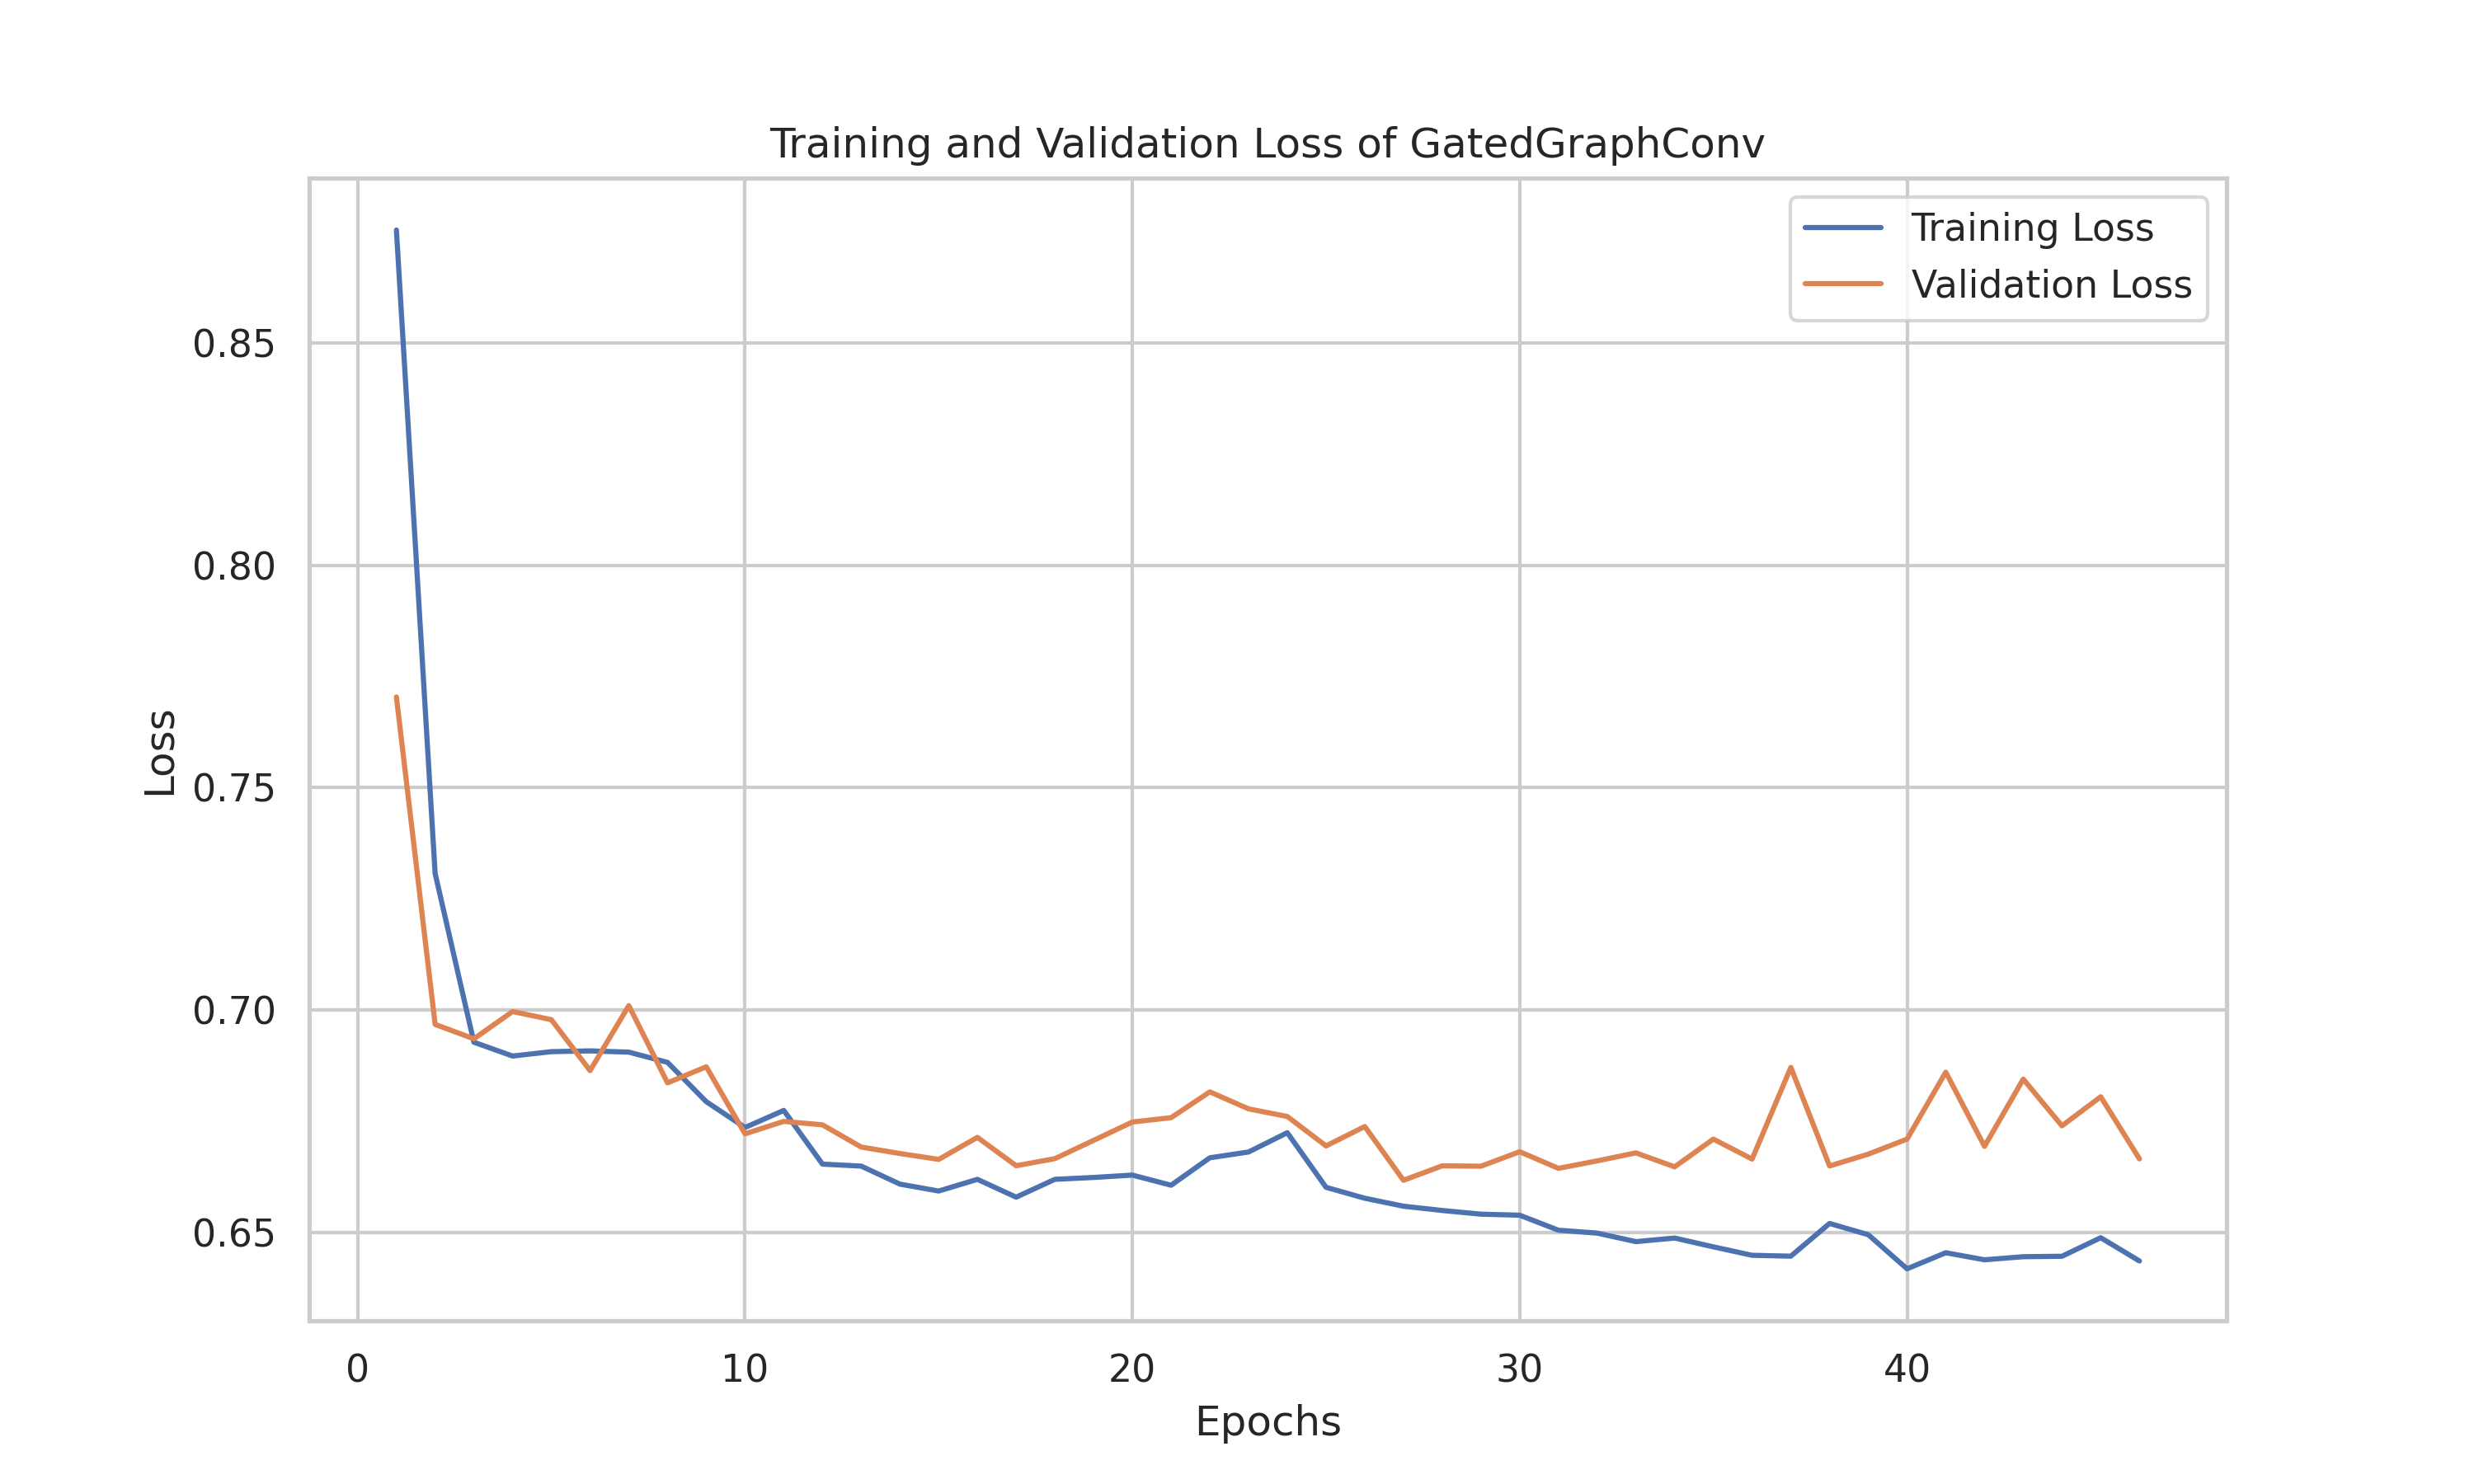 Training and Validation Loss of GatedGraphConv
Training Loss
Validation Loss
0.85
0.80
0.75
0.70
0.65
Loss
0 10 20 30 40
Epochs